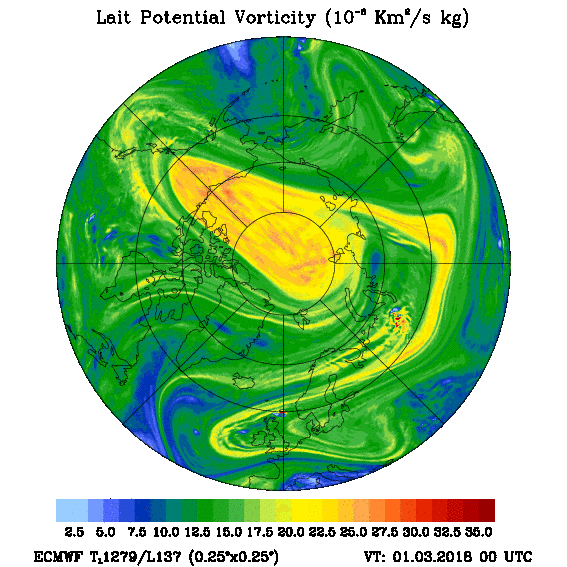 Lait Potential Vorticity (10⁻⁶ Km²/s kg)
2.5 5.0 7.5 10.0 12.5 15.0 17.5 20.0 22.5 25.0 27.5 30.0 32.5 35.0
ECMWF T_L1279/L137 (0.25°x0.25°) VT: 01.03.2018 00 UTC